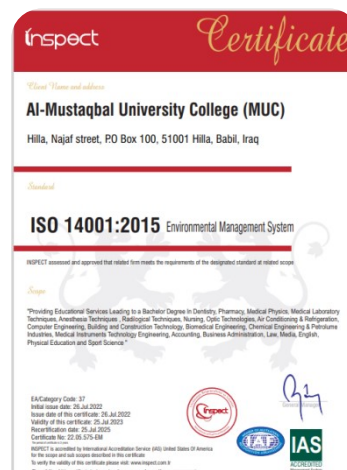 inspect Certificate
Client Name and address
Al-Mustaqbal University College (MUC)
Hilla, Najaf street, P.O Box 100, 51001 Hilla, Babil, Iraq
Standard
ISO 14001:2015 Environmental Management System
INSPECT assessed and approved that related firm meets the requirements of the designated standard at related scope
Scope
"Providing Educational Services Leading to a Bachelor Degree In Dentistry, Pharmacy, Medical Physics, Medical Laboratory
Techniques, Anesthesia Techniques , Radiological Techniques, Nursing, Optic Technologies, Air Conditioning & Refrigeration,
Computer Engineering, Building and Construction Technology, Biomedical Engineering, Chemical Engineering & Petrolume
Industries, Medical Instruments Technology Engineering, Accounting, Business Administration, Law, Media, English,
Physical Education and Sport Science "
EA/Category Code: 37
Initial issue date: 26.Jul.2022
Issue date of this certificate: 26.Jul.2022
Validity of this certificate: 25.Jul.2023
Recertification date: 25.Jul.2025
Certificate No: 22.05.575-EM
General Manager
inspect
IAF
IAS
ACCREDITED
INSPECT is accredited by International Accreditation Service (IAS) United States Of America
for the scope and sub scopes described in this certificate
To verify the validity of this certificate please visit: www.inspect.com.tr